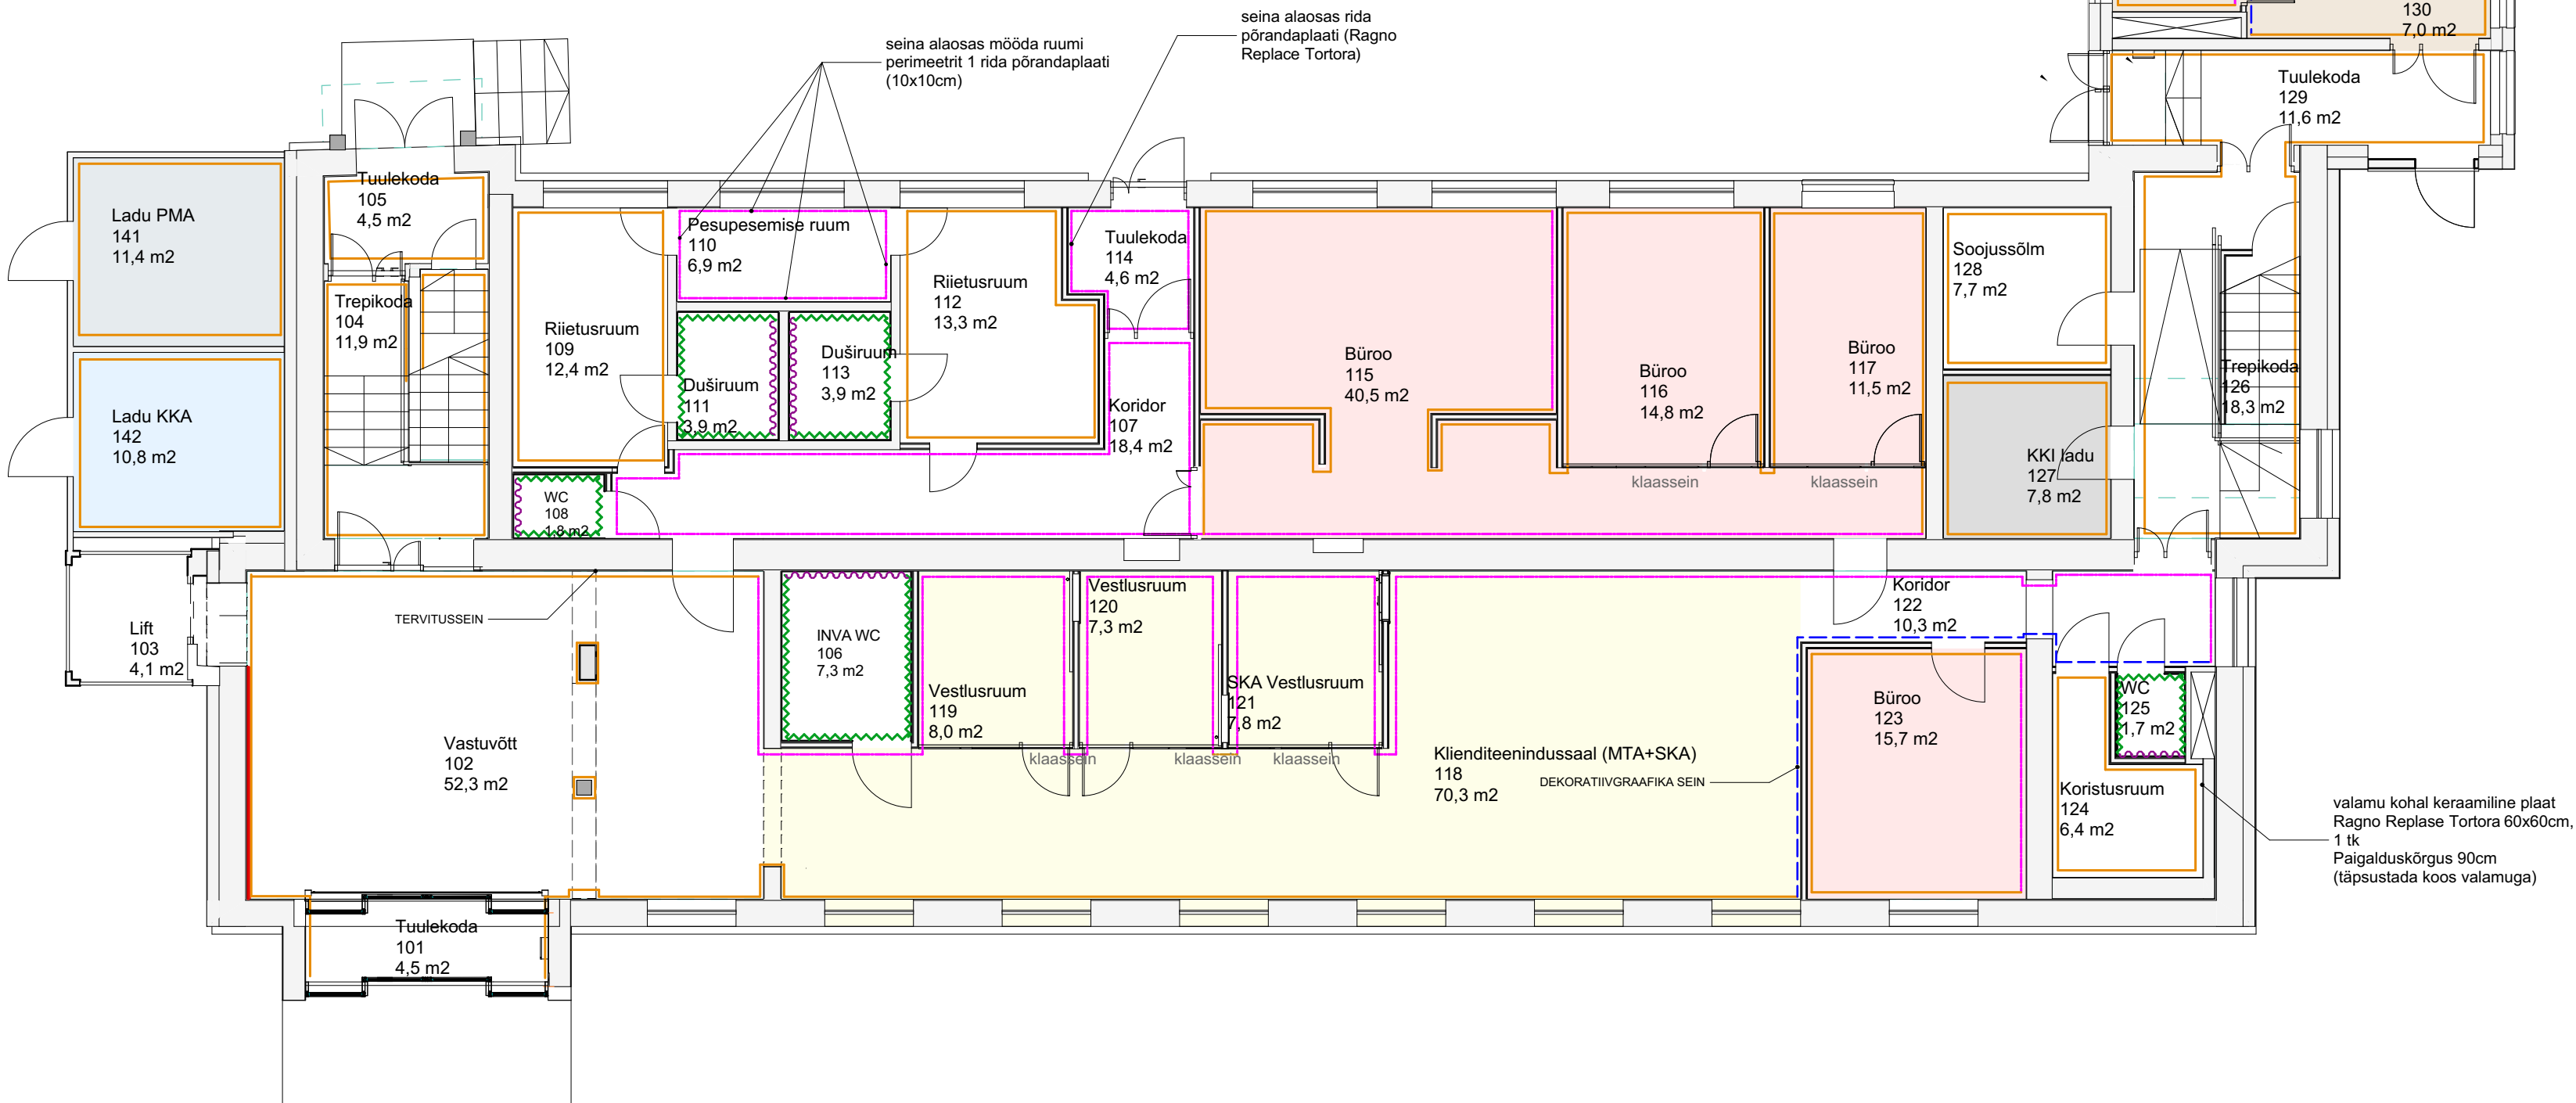 seina alaosas rida
põrandaplaati (Ragno
Replace Tortora)
seina alaosas mööda ruumi
perimeetrit 1 rida põrandaplaati
(10x10cm)
130
7,0 m2
Tuulekoda
129
11,6 m2
Ladu PMA
141
11,4 m2
Tuulekoda
105
4,5 m2
Pesupesemise ruum
110
6,9 m2
Tuulekoda
114
4,6 m2
Soojussõlm
128
7,7 m2
Riietusruum
112
13,3 m2
Trepikoda
104
11,9 m2
Riietusruum
109
12,4 m2
Duširuum
113
3,9 m2
Duširuum
111
3,9 m2
Büroo
115
40,5 m2
Büroo
116
14,8 m2
Büroo
117
11,5 m2
Trepikoda
126
18,3 m2
Koridor
107
18,4 m2
Ladu KKA
142
10,8 m2
KKI ladu
127
7,8 m2
klaassein
klaassein
WC
108
1,8 m2
TERVITUSSEIN
Lift
103
4,1 m2
INVA WC
106
7,3 m2
Vestlusruum
120
7,3 m2
Koridor
122
10,3 m2
Vestlusruum
119
8,0 m2
SKA Vestlusruum
121
7,8 m2
Büroo
123
15,7 m2
WC
125
1,7 m2
Vastuvõtt
102
52,3 m2
klaassein
klaassein
klaassein
Klienditeenindussaal (MTA+SKA)
118
70,3 m2
DEKORATIIVGRAAFIKA SEIN
Koristusruum
124
6,4 m2
valamu kohal keraamiline plaat
Ragno Replase Tortora 60x60cm,
1 tk
Paigalduskõrgus 90cm
(täpsustada koos valamuga)
Tuulekoda
101
4,5 m2